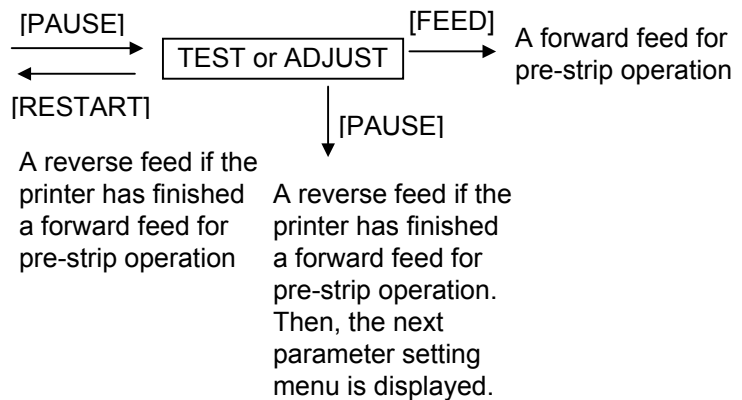 [PAUSE]
[FEED]
TEST or ADJUST
A forward feed for
pre-strip operation
[RESTART]
[PAUSE]
A reverse feed if the
printer has finished
a forward feed for
pre-strip operation
A reverse feed if the
printer has finished
a forward feed for
pre-strip operation.
Then, the next
parameter setting
menu is displayed.